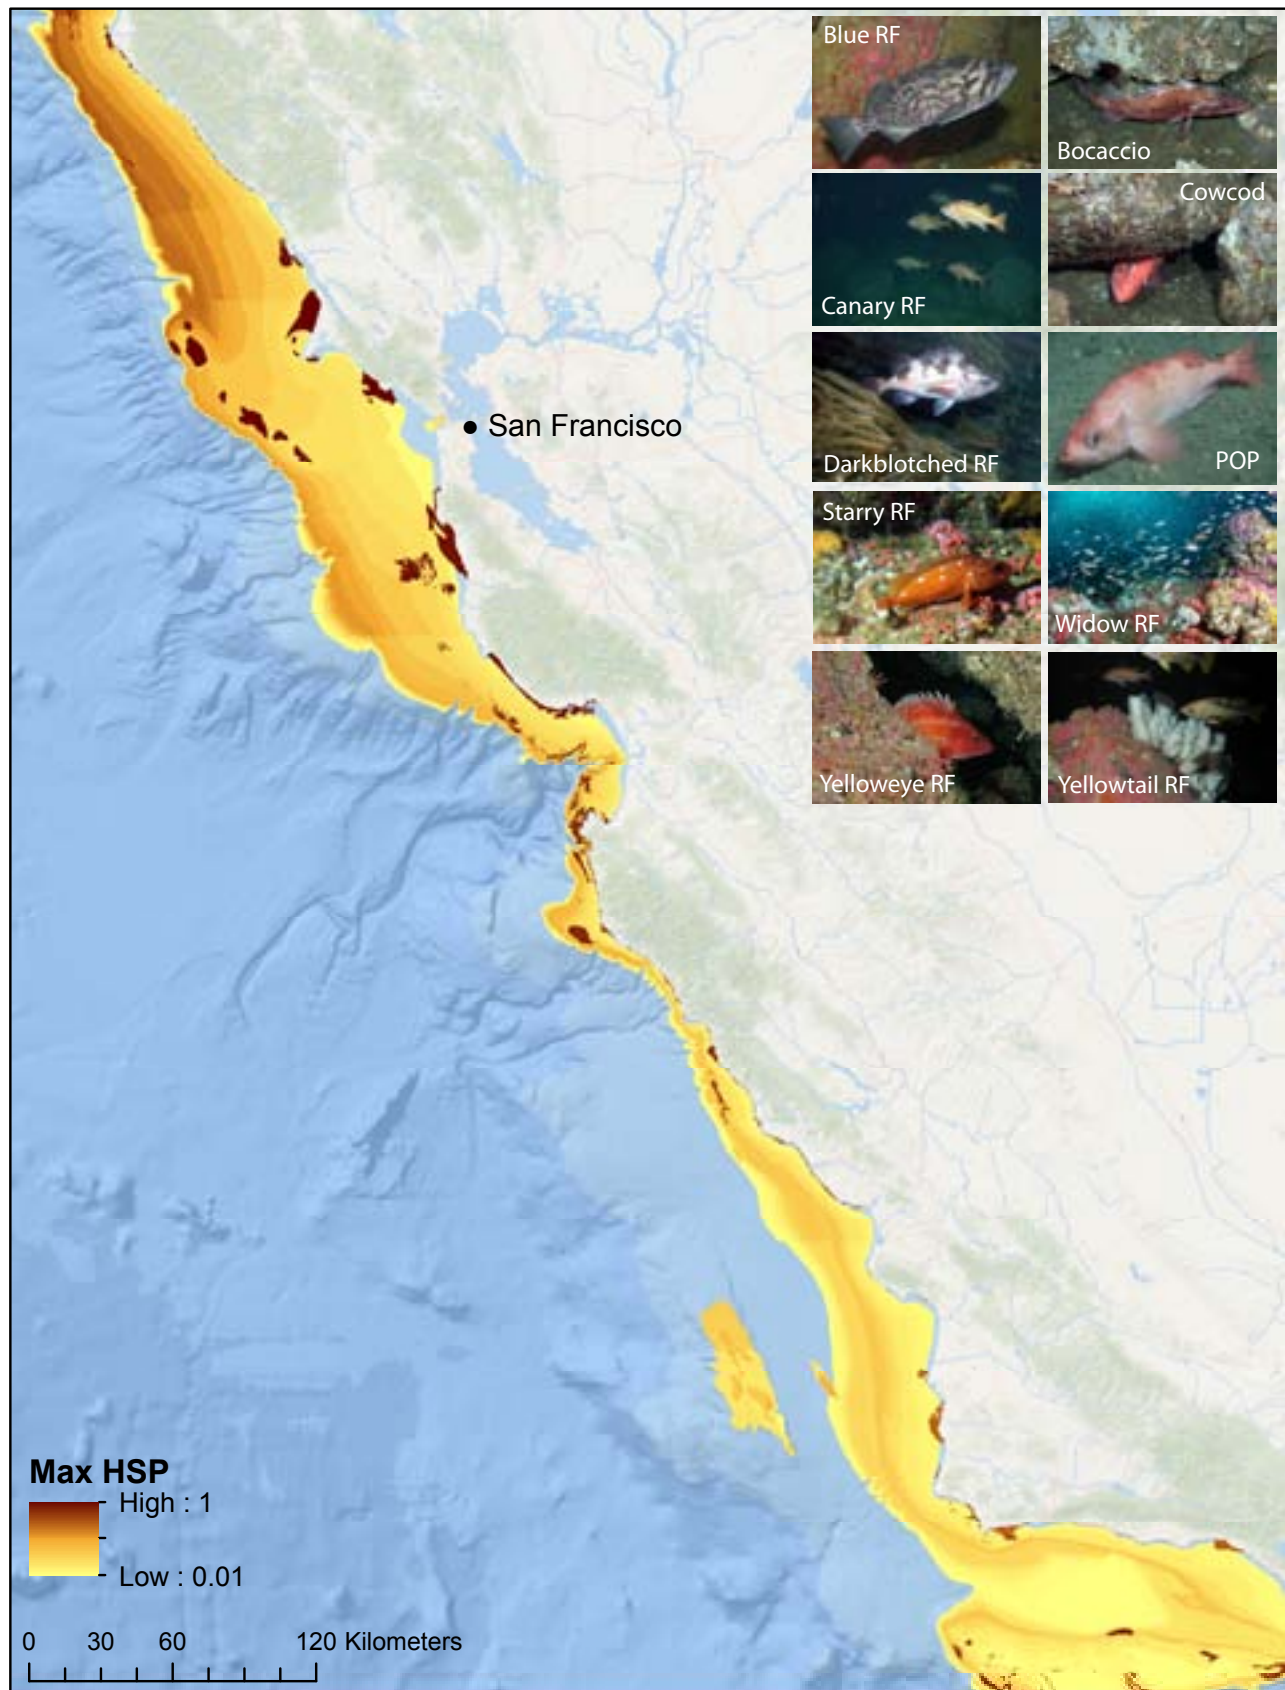 Blue RF
Bocaccio
Cowcod
Canary RF
Darkblotched RF
POP
Starry RF
Widow RF
Yelloweye RF
Yellowtail RF
San Francisco
Max HSP
High : 1
Low : 0.01
0 30 60 120 Kilometers